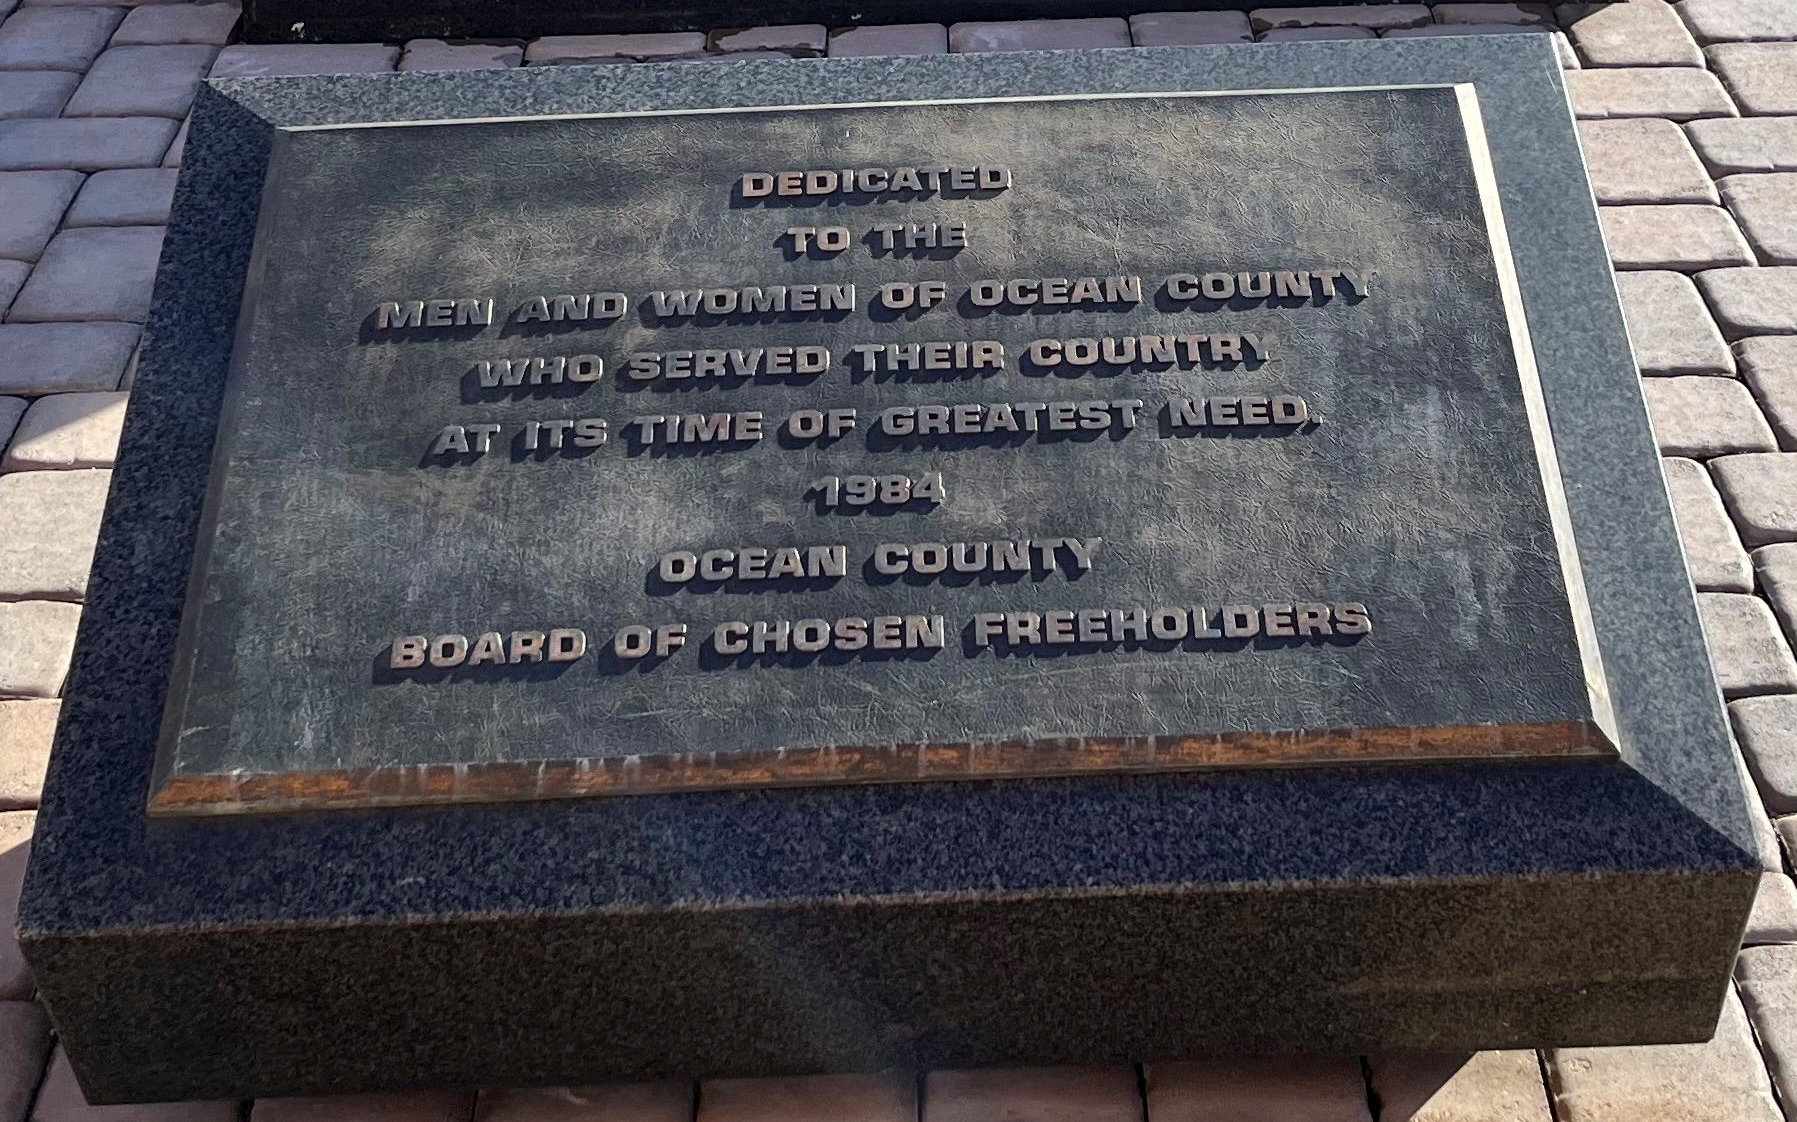 DEDICATED
TO THE
MEN AND WOMEN OF OCEAN COUNTY
WHO SERVED THEIR COUNTRY
AT ITS TIME OF GREATEST NEED.
1984
OCEAN COUNTY
BOARD OF CHOSEN FREEHOLDERS